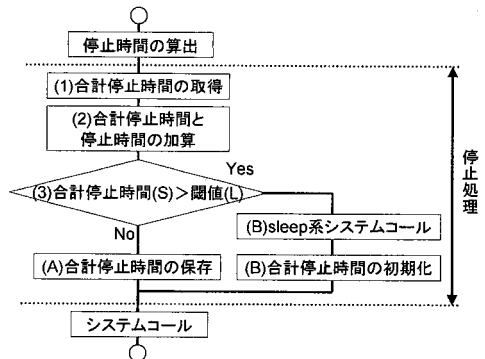 停止時間の算出
(1)合計停止時間の取得
(2)合計停止時間と
停止時間の加算
(3)合計停止時間(S)>閾値(L)
Yes
No
(B)sleep系システムコール
(A)合計停止時間の保存
(B)合計停止時間の初期化
停止処理
システムコール